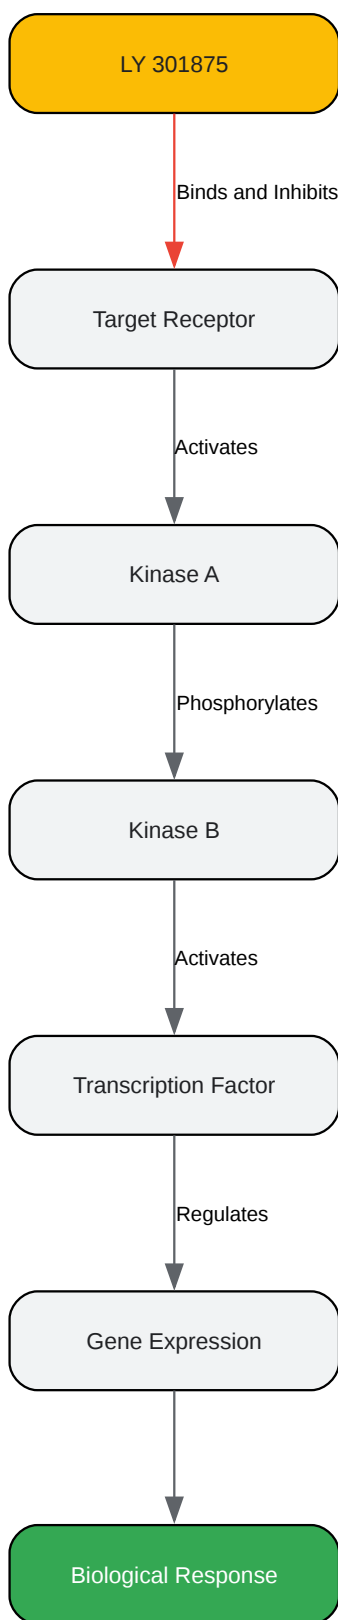 LY 301875
Binds and Inhibits
Target Receptor
Activates
Kinase A
Phosphorylates
Kinase B
Activates
Transcription Factor
Regulates
Gene Expression
Biological Response